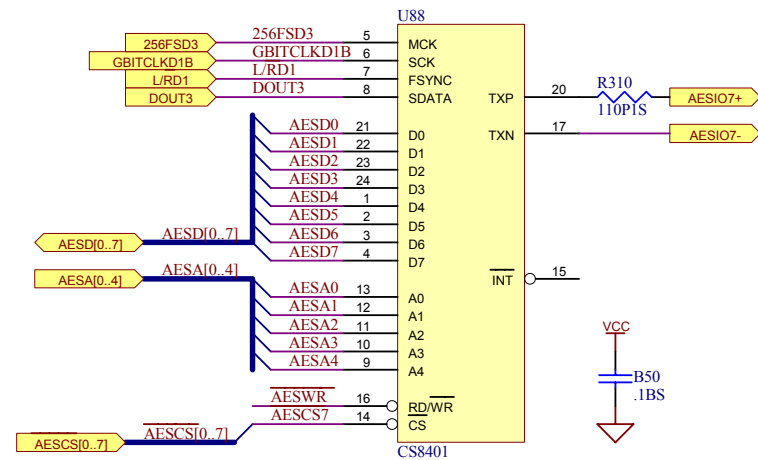 U88
256FSD3 256FSD3 5 MCK
GBITCLKD1B GBITCLKD1B 6 SCK
L/RD1 L/RD1 7 FSYNC
DOUT3 DOUT3 8 SDATA
TXP 20 R310 110P1S AESIO7+
TXN 17 AESIO7-
AESD0 21 D0
AESD1 22 D1
AESD2 23 D2
AESD3 24 D3
AESD4 1 D4
AESD5 2 D5
AESD6 3 D6
AESD7 4 D7
AESD[0..7] AESD[0..7]
AESA[0..4] AESA[0..4]
INT 15
AESA0 13 A0
AESA1 12 A1
AESA2 11 A2
AESA3 10 A3
AESA4 9 A4
VCC
B50
.1BS
AESWR 16 RD/WR
AESCS7 14 CS
AESCS[0..7] AESCS[0..7]
CS8401